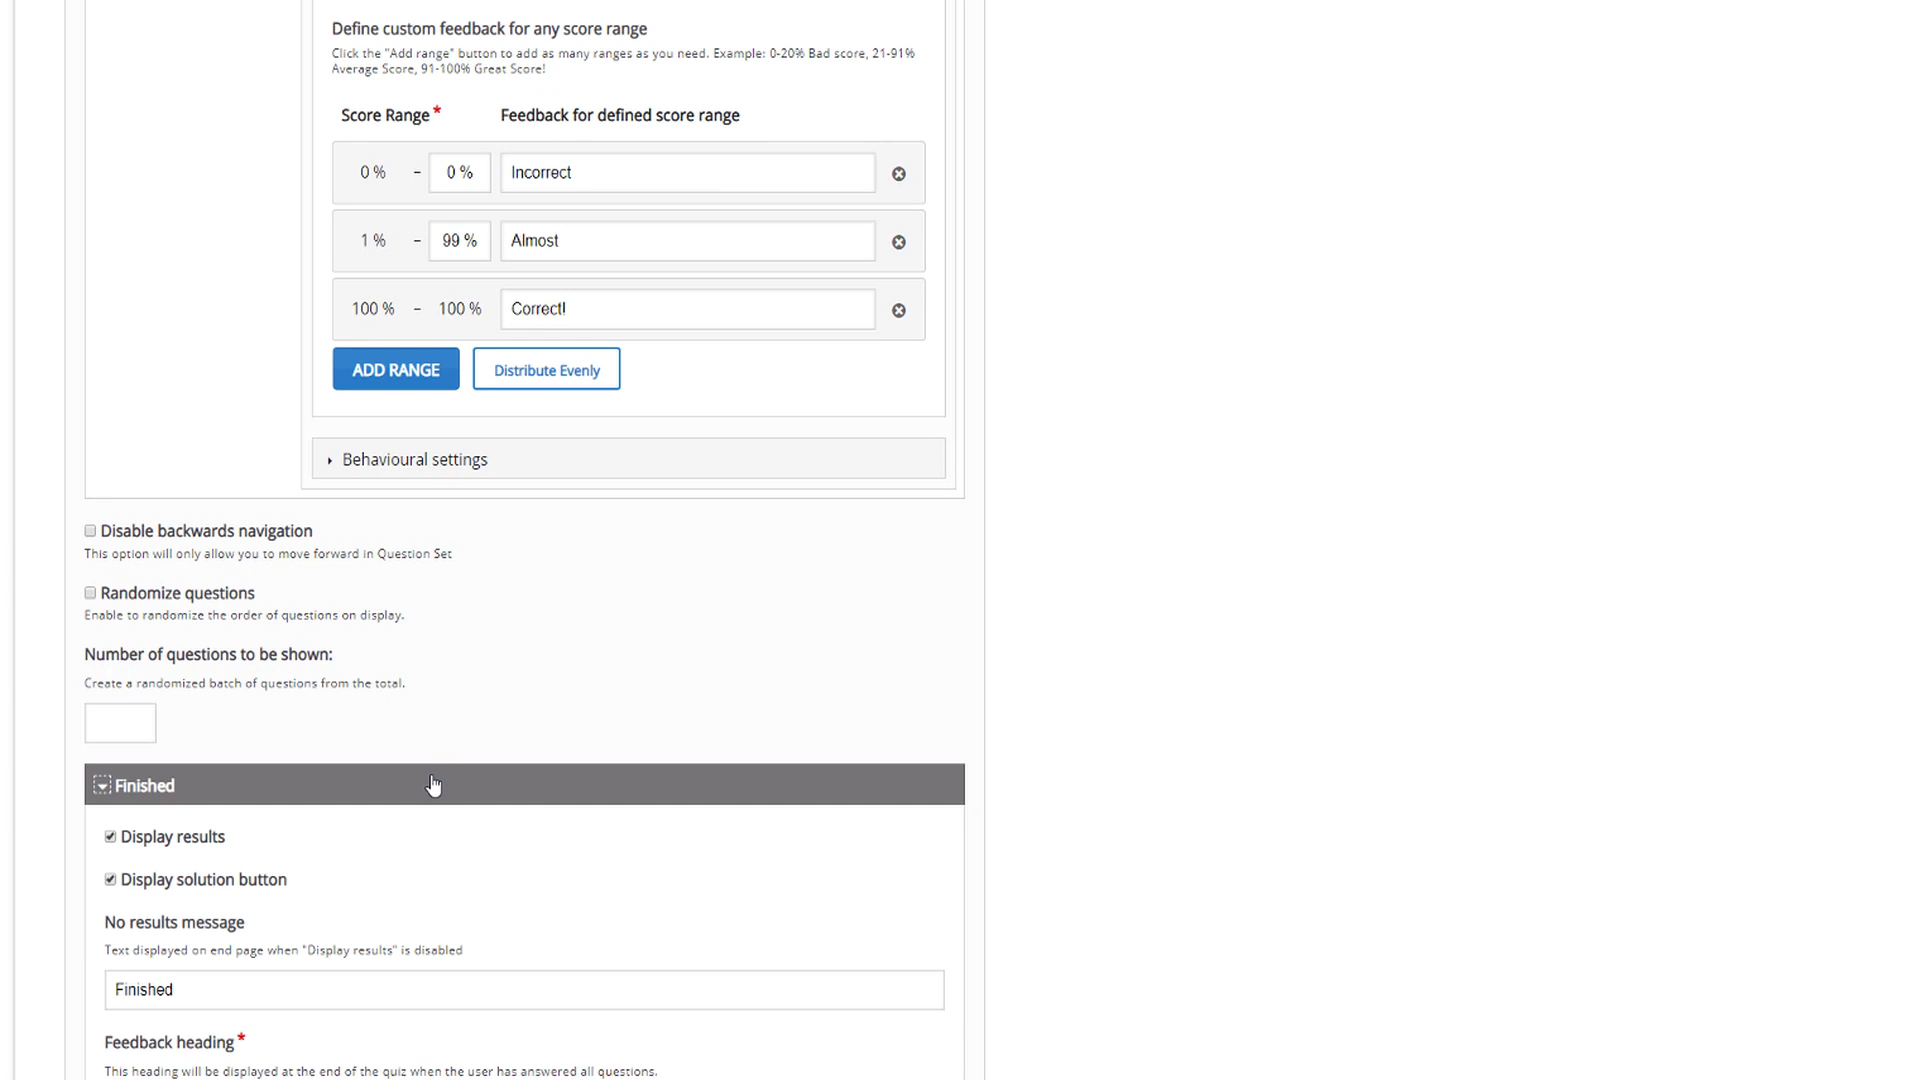 Define custom feedback for any score range
Click the "Add range" button to add as many ranges as you need. Example: 0-20% Bad score, 21-91%
Average Score, 91-100% Great Score!
Score Range * Feedback for defined score range
0 % – 0 % Incorrect
1 % – 99 % Almost
100 % – 100 % Correct!
ADD RANGE Distribute Evenly
Behavioural settings
Disable backwards navigation
This option will only allow you to move forward in Question Set
Randomize questions
Enable to randomize the order of questions on display.
Number of questions to be shown:
Create a randomized batch of questions from the total.
Finished
Display results
Display solution button
No results message
Text displayed on end page when "Display results" is disabled
Finished
Feedback heading *
This heading will be displayed at the end of the quiz when the user has answered all questions.